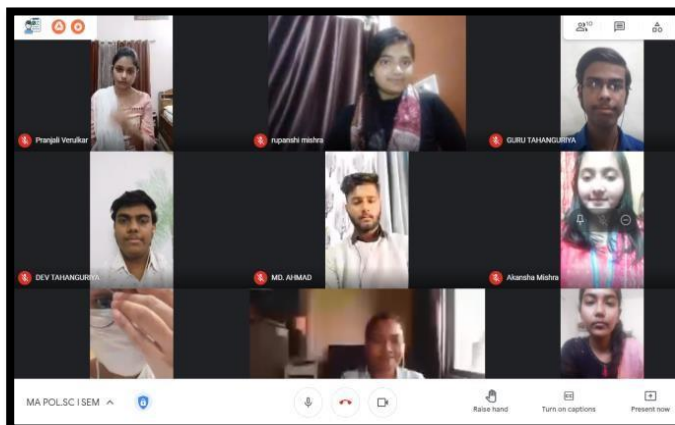 10
Pranjali Verulkar
rupanshi mishra
GURU TAHANGURIYA
DEV TAHANGURIYA
MD. AHMAD
Akansha Mishra
MA POL.SC I SEM
Raise hand
Turn on captions
Present now